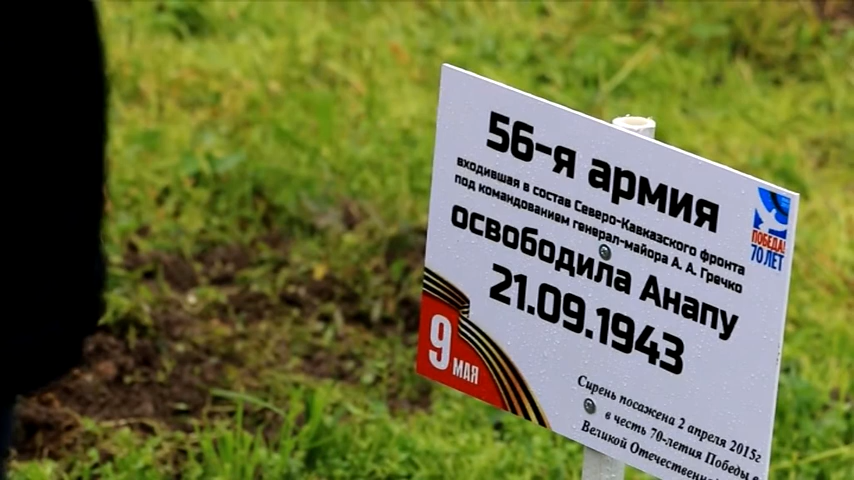 56-я армия
входившая в состав Северо-Кавказского фронта
под командованием генерал-майора А. А. Гречко
освободила Анапу
21.09.1943
ПОБЕДА!
70 ЛЕТ
9 МАЯ
Сирень посажена 2 апреля 2015г
в честь 70-летия Победы в
Великой Отечественно